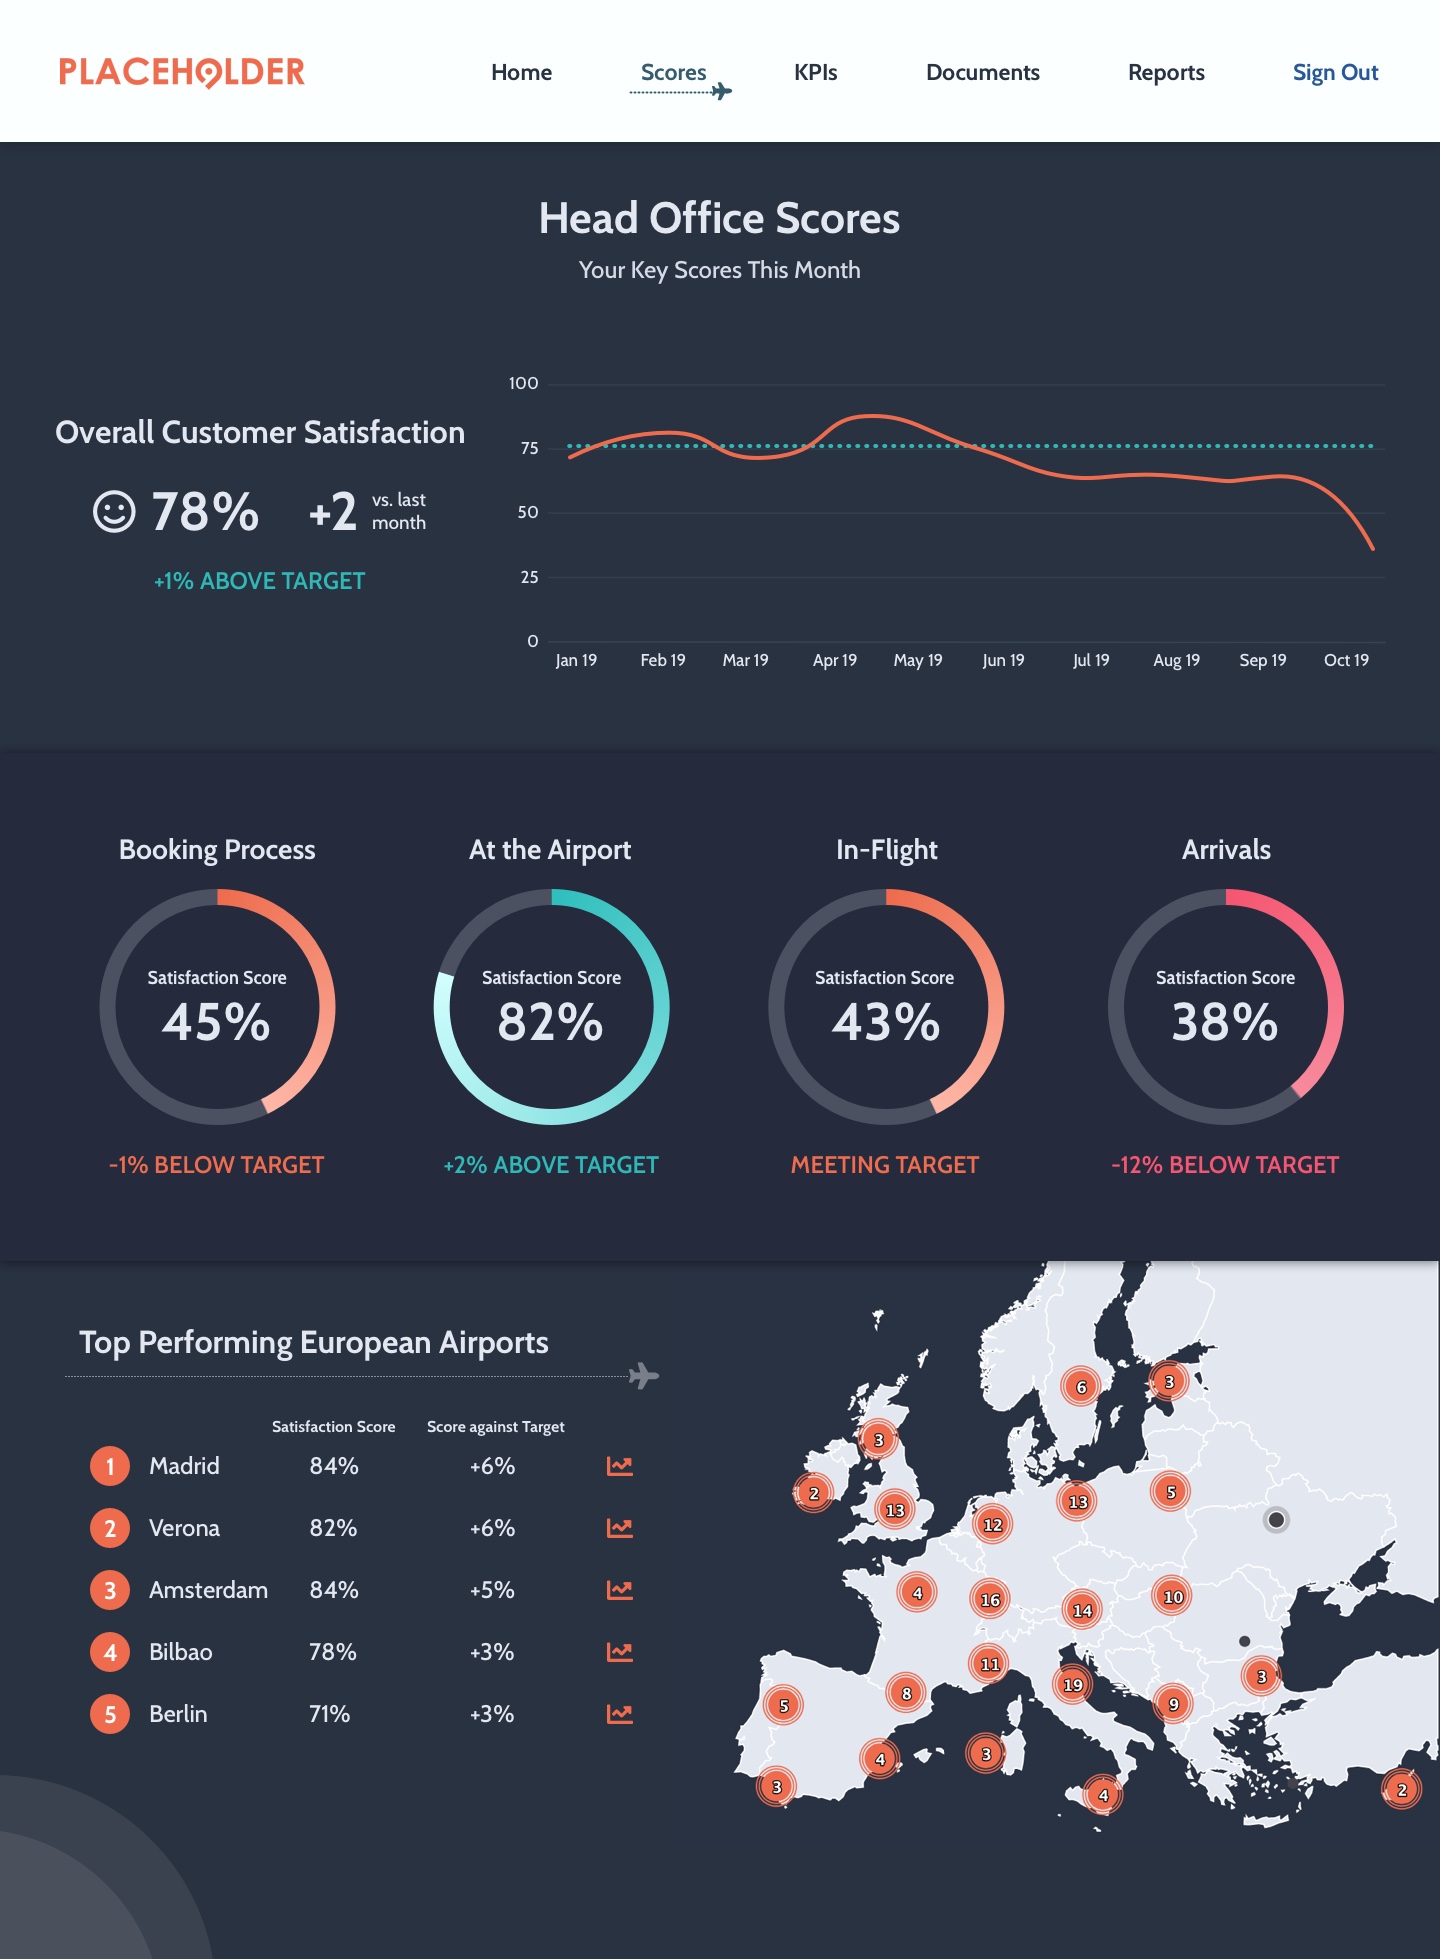 PLACEHOLDER
Home
Scores
KPIs
Documents
Reports
Sign Out
Head Office Scores
Your Key Scores This Month
Overall Customer Satisfaction
78%
+2
vs. last
month
+1% ABOVE TARGET
100
75
50
25
0
Jan 19
Feb 19
Mar 19
Apr 19
May 19
Jun 19
Jul 19
Aug 19
Sep 19
Oct 19
Booking Process
Satisfaction Score
45%
-1% BELOW TARGET
At the Airport
Satisfaction Score
82%
+2% ABOVE TARGET
In-Flight
Satisfaction Score
43%
MEETING TARGET
Arrivals
Satisfaction Score
38%
-12% BELOW TARGET
Top Performing European Airports
Satisfaction Score
Score against Target
1 Madrid 84% +6%
2 Verona 82% +6%
3 Amsterdam 84% +5%
4 Bilbao 78% +3%
5 Berlin 71% +3%
6
3
3
2
13
12
13
5
4
16
14
10
11
19
3
5
8
9
4
3
3
4
2